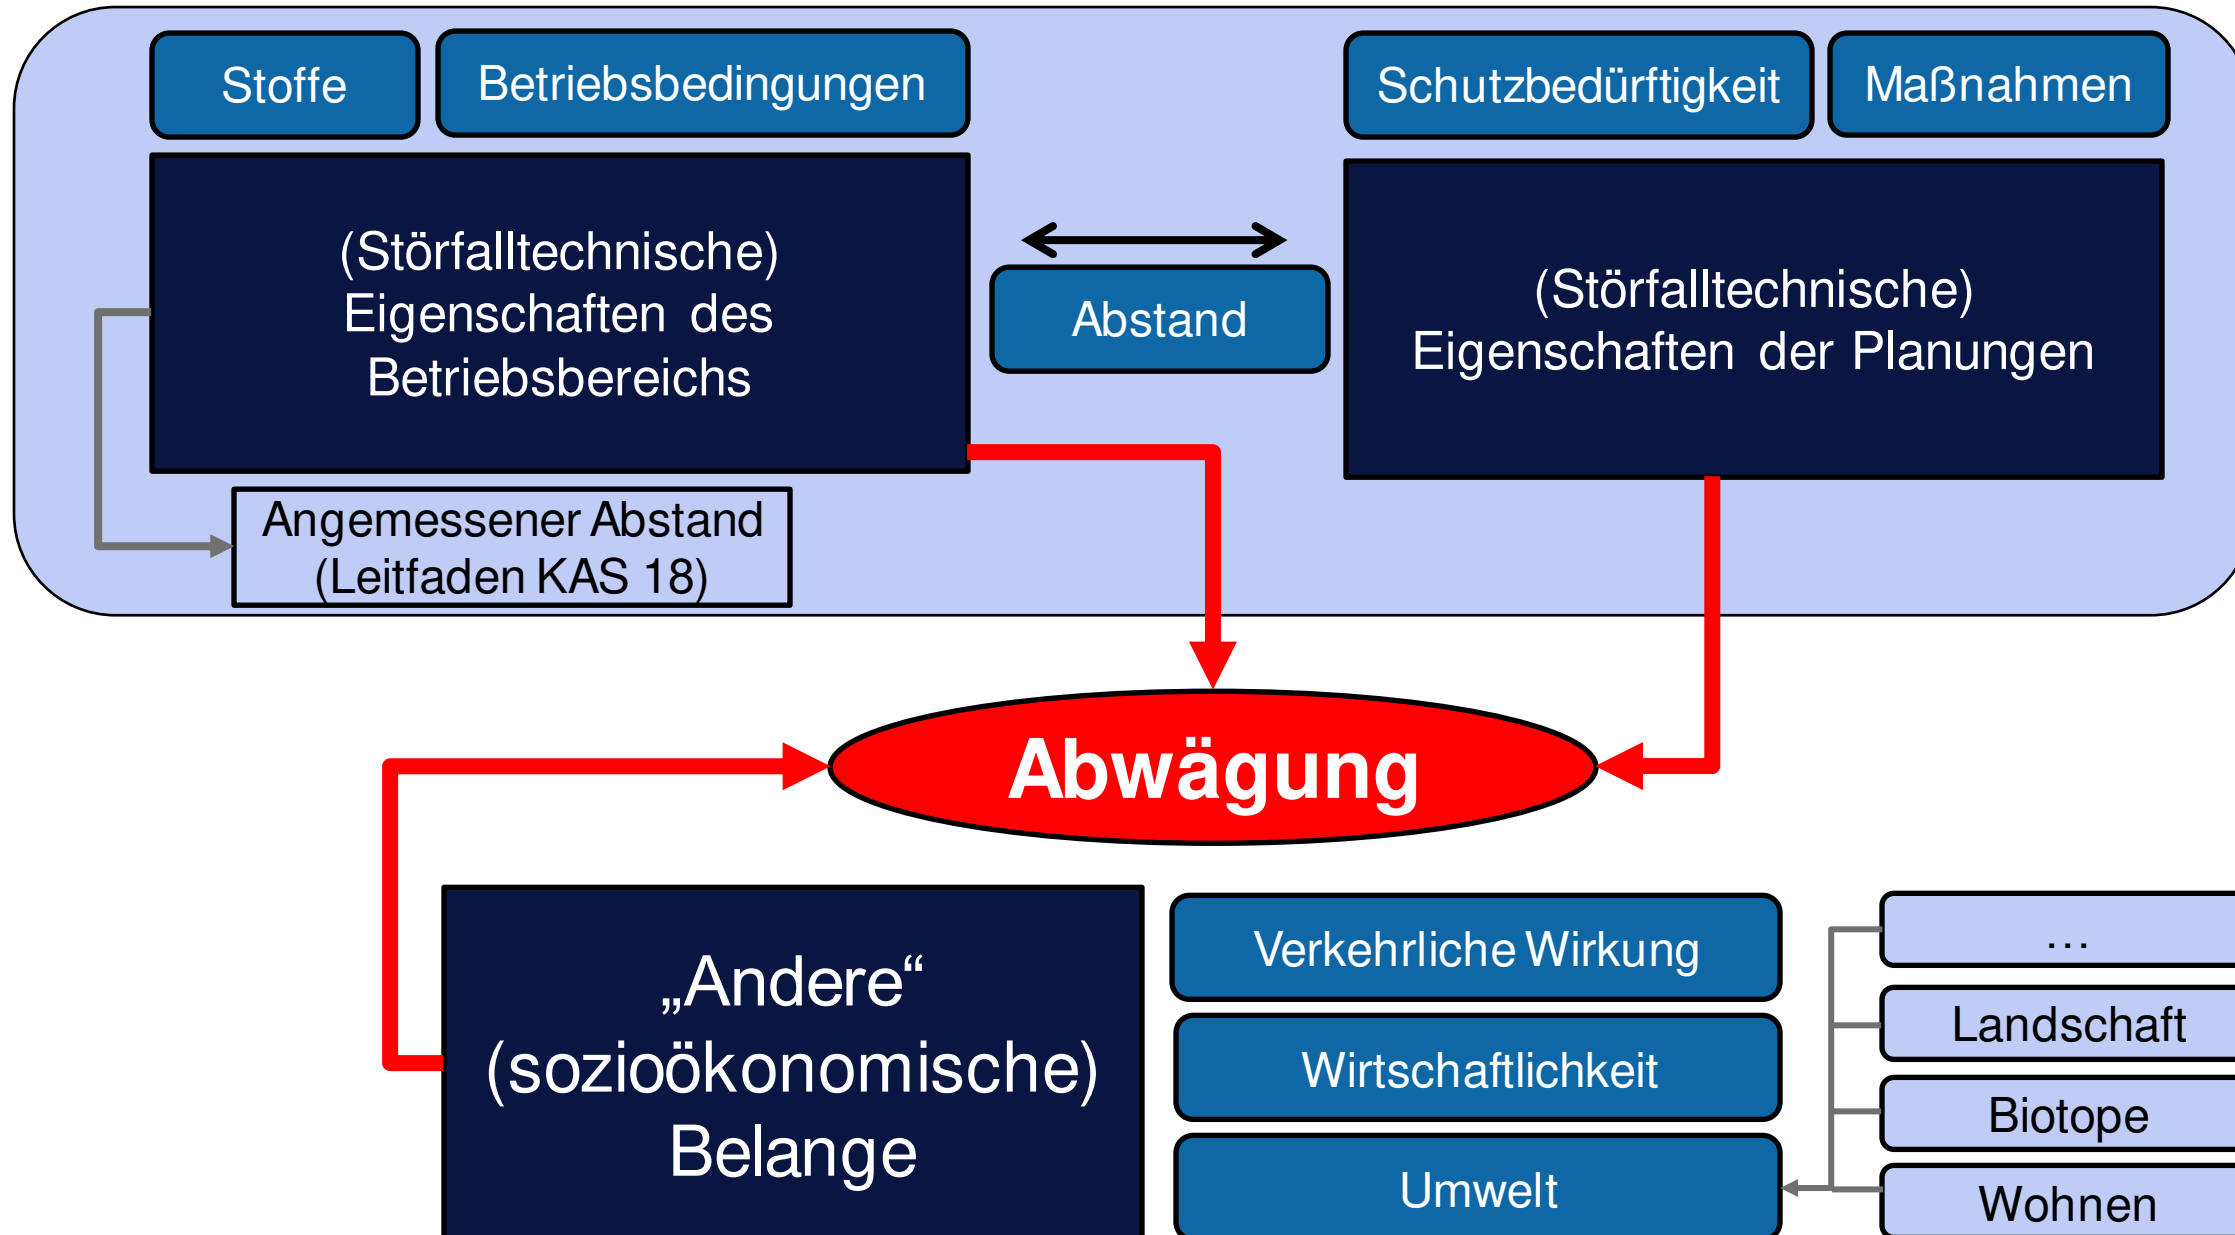 Stoffe
Betriebsbedingungen
Schutzbedürftigkeit
Maßnahmen
(Störfalltechnische)
Eigenschaften des
Betriebsbereichs
Abstand
(Störfalltechnische)
Eigenschaften der Planungen
Angemessener Abstand
(Leitfaden KAS 18)
Abwägung
„Andere“
(sozioökonomische)
Belange
Verkehrliche Wirkung
Wirtschaftlichkeit
Umwelt
…
Landschaft
Biotope
Wohnen